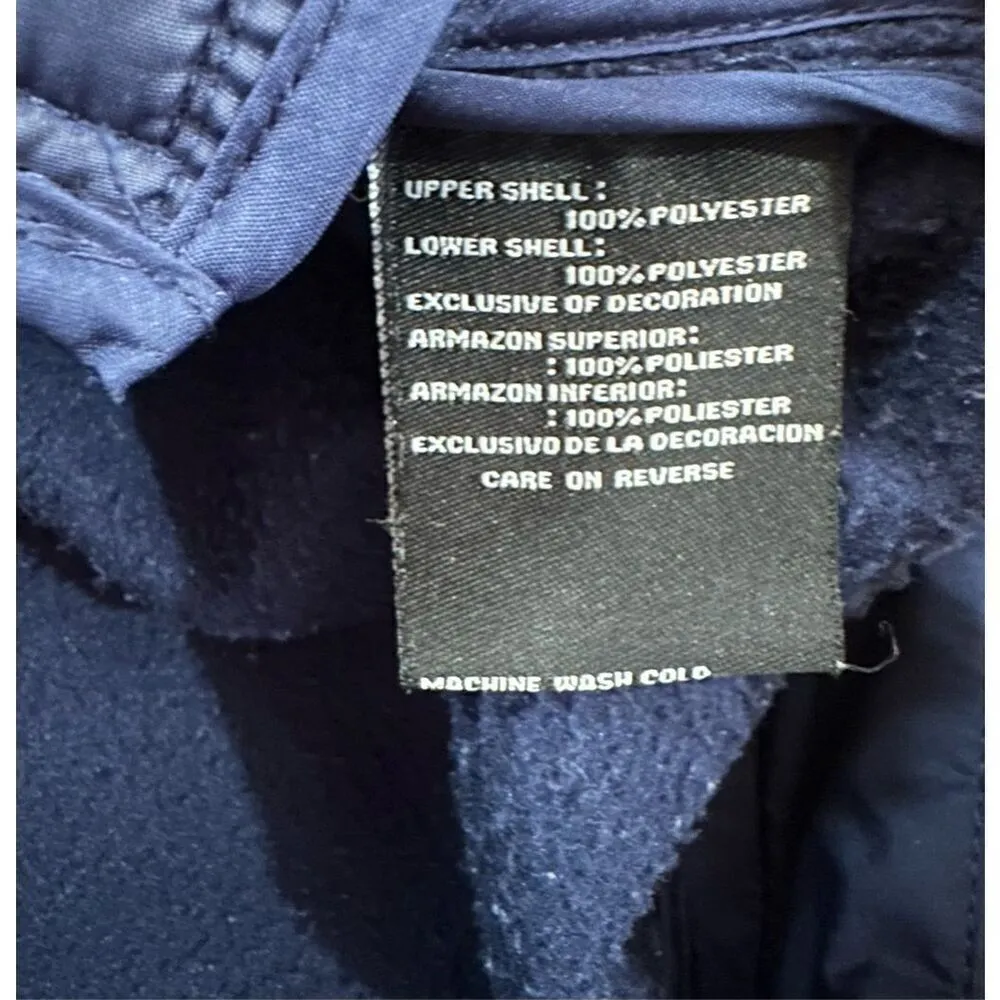 UPPER SHELL:
100% POLYESTER
LOWER SHELL:
100% POLYESTER
EXCLUSIVE OF DECORATION
ARMAZON SUPERIOR:
: 100% POLIESTER
ARMAZON INFERIOR:
: 100% POLIESTER
EXCLUSIVO DE LA DECORACION
CARE ON REVERSE
MACHINE WASH COLD